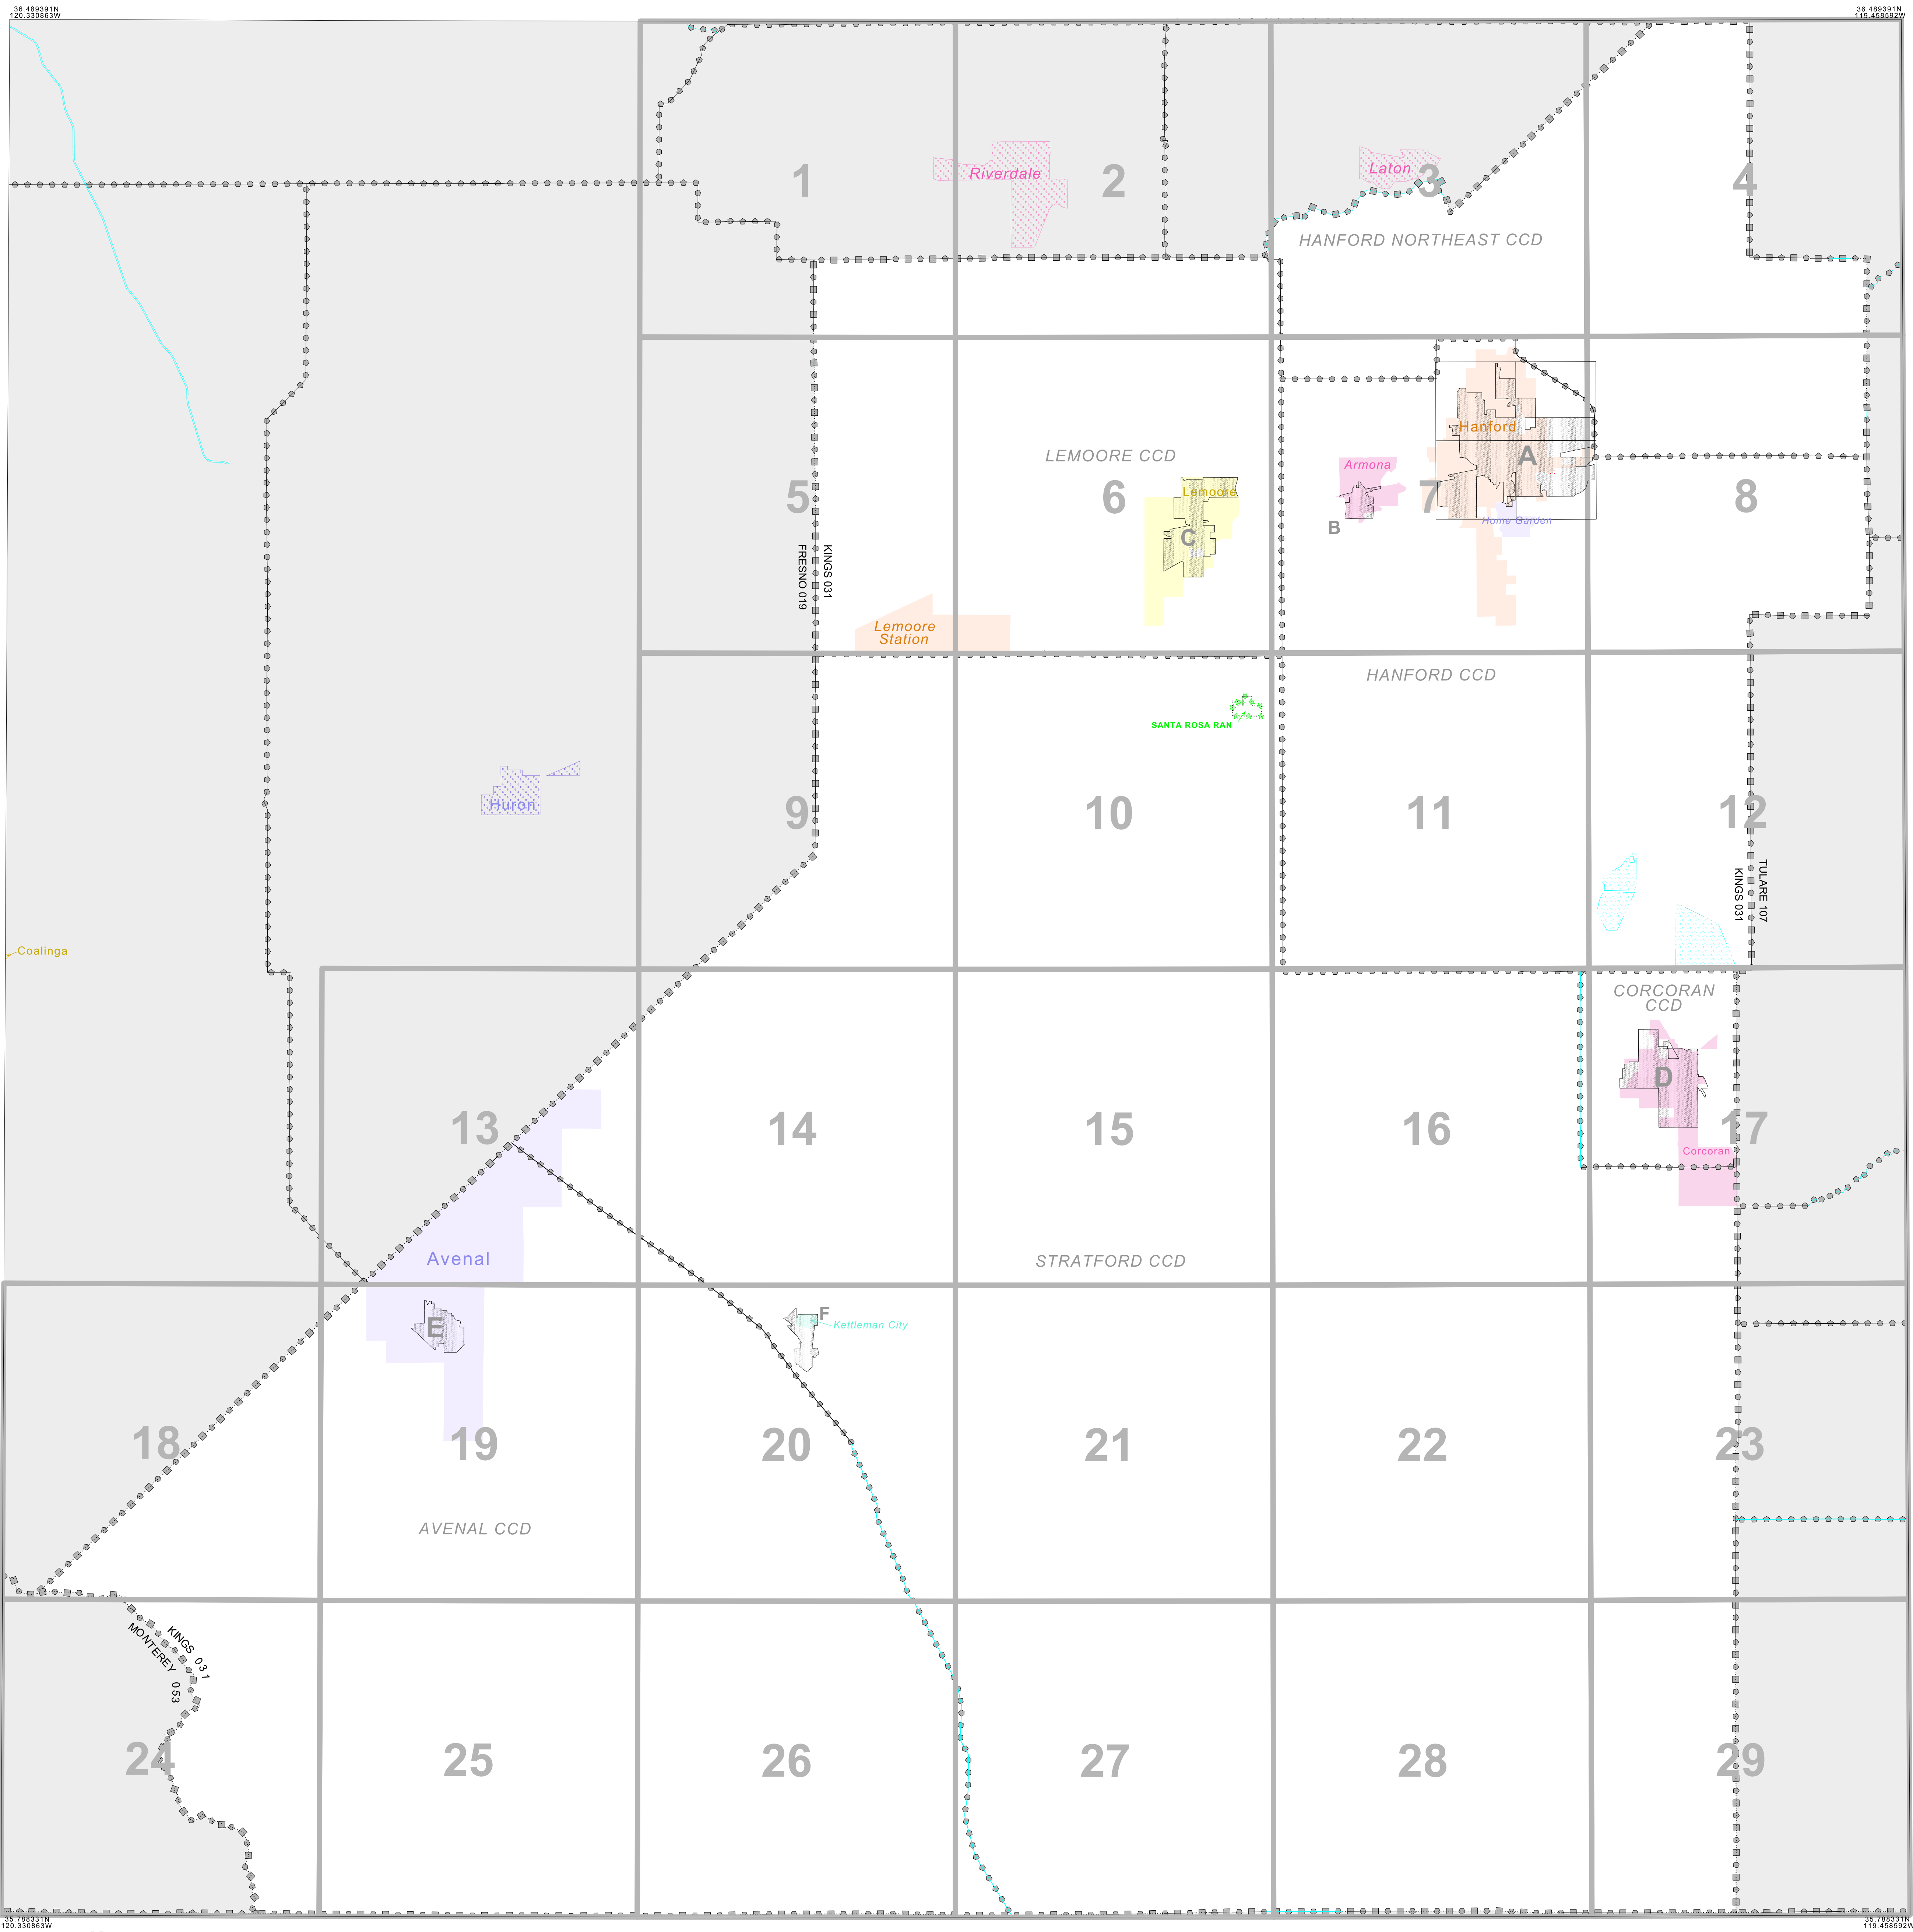 36.489391N
120.330863W
36.489391N
119.458592W
1
Riverdale
2
Laton
3
4
HANFORD NORTHEAST CCD
1
Hanford
LEMOORE CCD
A
Armona
5
6
Lemoore
7
8
B
Home Garden
C
FRESNO 019
KINGS 031
Lemoore
Station
HANFORD CCD
SANTA ROSA RAN
Huron
9
10
11
12
TULARE 107
KINGS 031
Coalinga
CORCORAN
CCD
D
13
14
15
16
17
Corcoran
Avenal
STRATFORD CCD
E
F
Kettleman City
18
19
20
21
22
23
AVENAL CCD
KINGS 031
MONTEREY 053
24
25
26
27
28
29
35.788331N
120.330863W
35.788331N
119.458592W